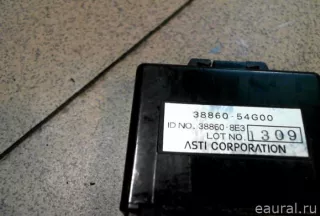 38860-54G00
ID NO. 38860-8E3
LOT NO. 1309
ASTI CORPORATION
eaural.ru